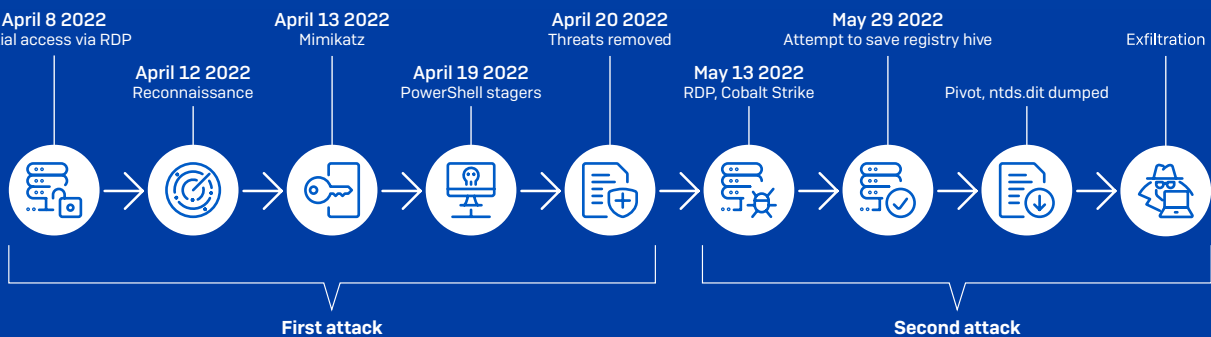 April 8 2022
ial access via RDP
April 12 2022
Reconnaissance
April 13 2022
Mimikatz
April 19 2022
PowerShell stagers
April 20 2022
Threats removed
May 13 2022
RDP, Cobalt Strike
May 29 2022
Attempt to save registry hive
Pivot, ntds.dit dumped
Exfiltration
First attack
Second attack